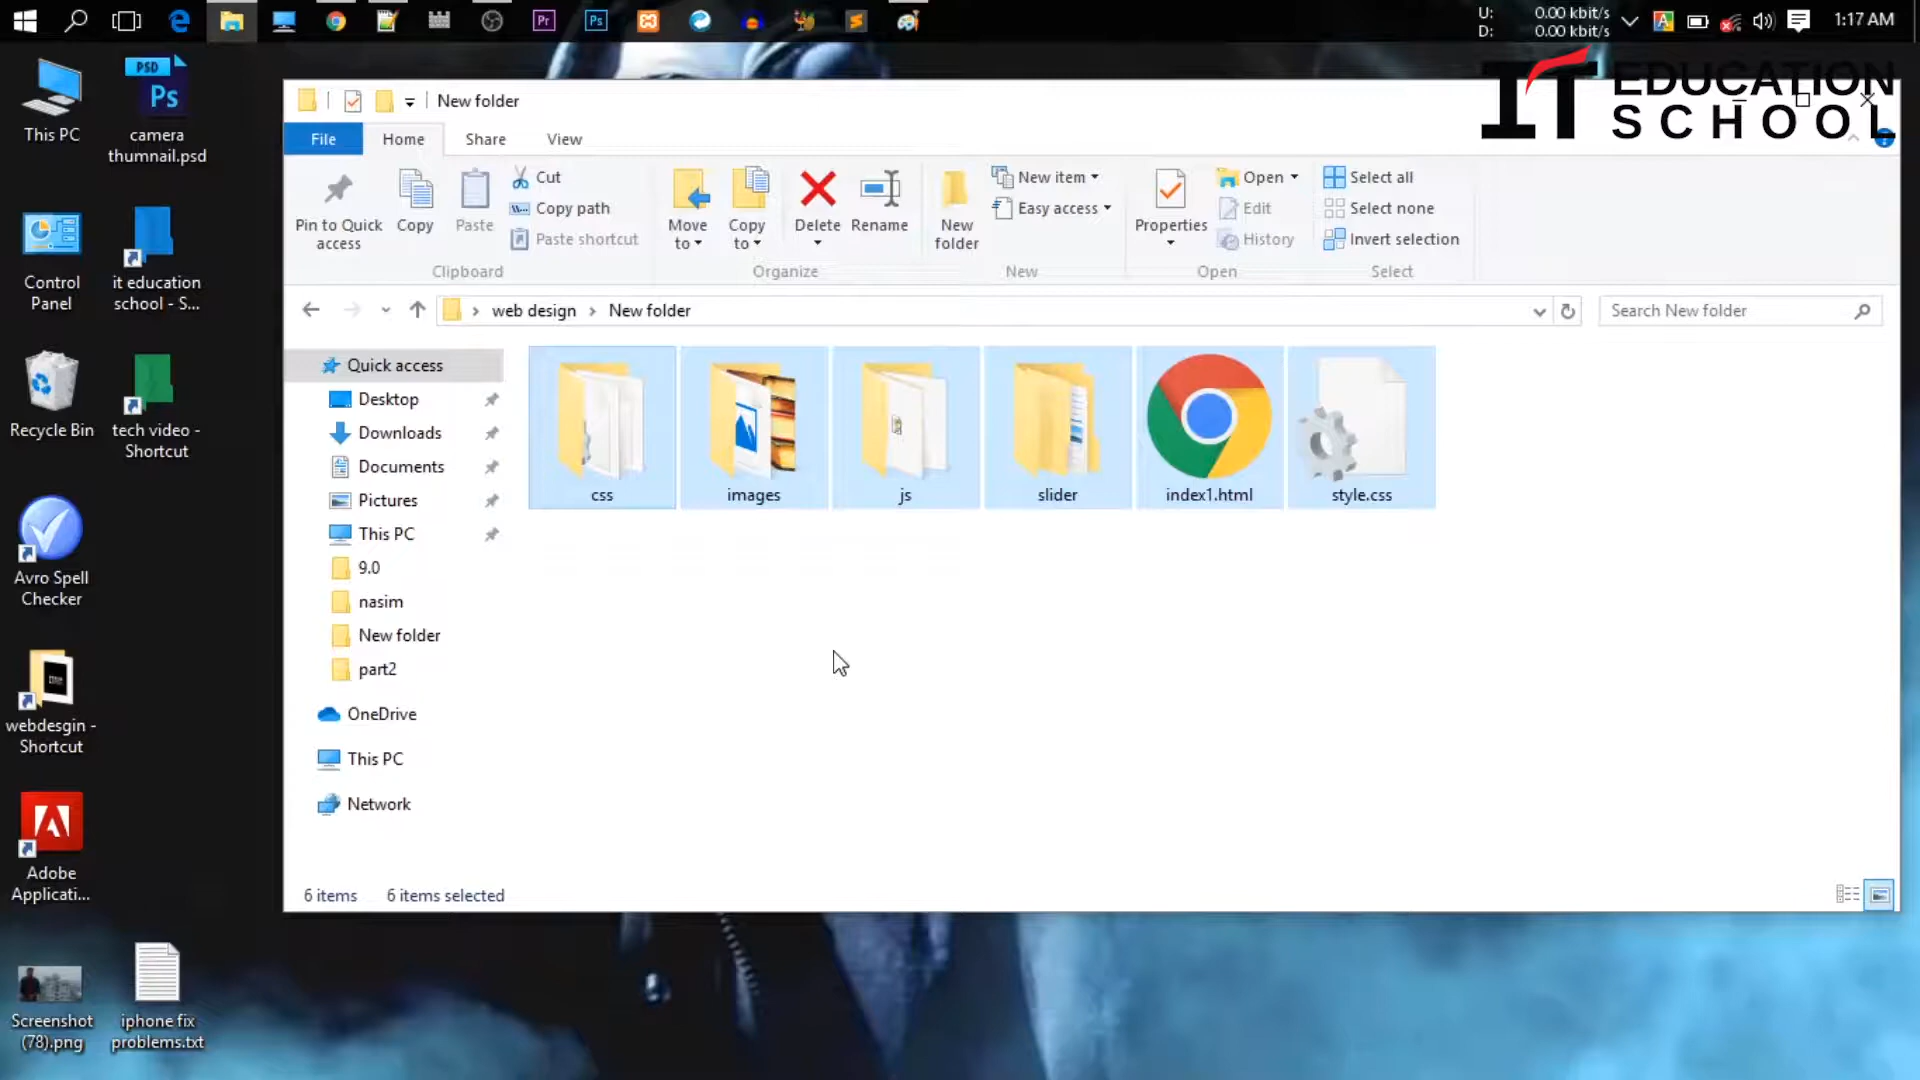 U: 0.00 kbit/s
D: 0.00 kbit/s
1:17 AM
IT EDUCATION
SCHOOL
This PC
camera
thumnail.psd
Control
Panel
it education
school - S...
Recycle Bin
tech video -
Shortcut
Avro Spell
Checker
webdesgin -
Shortcut
Adobe
Applicati...
Screenshot
(78).png
iphone fix
problems.txt
New folder
File Home Share View
Pin to Quick
access
Copy
Paste
Cut
Copy path
Paste shortcut
Clipboard
Move
to
Copy
to
Delete
Rename
Organize
New
folder
New item
Easy access
New
Properties
Open
Edit
History
Open
Select all
Select none
Invert selection
Select
web design New folder
Search New folder
Quick access
Desktop
Downloads
Documents
Pictures
This PC
9.0
nasim
New folder
part2
OneDrive
This PC
Network
css images js slider index1.html style.css
6 items 6 items selected
PSD
Ps
Pr
Ps